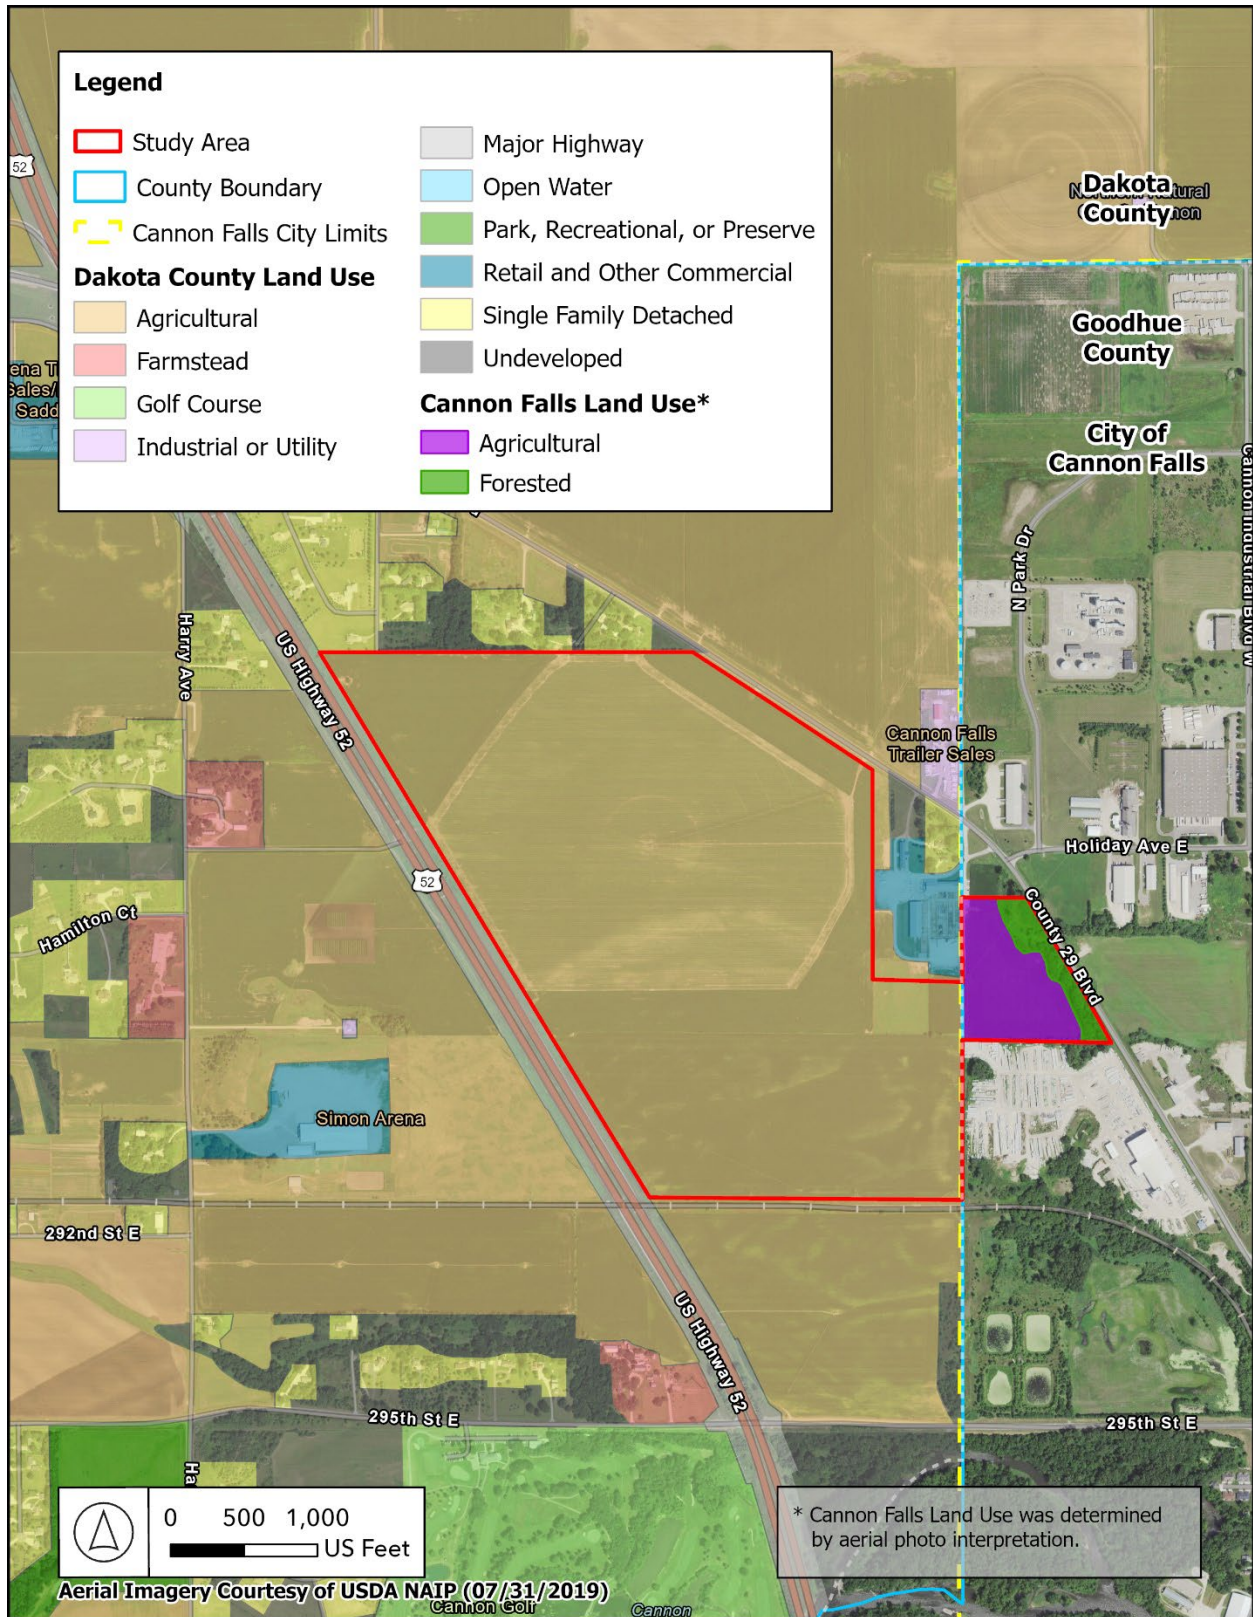 Legend
Study Area
County Boundary
Cannon Falls City Limits
Dakota County Land Use
Agricultural
Farmstead
Golf Course
Industrial or Utility
Major Highway
Open Water
Park, Recreational, or Preserve
Retail and Other Commercial
Single Family Detached
Undeveloped
Cannon Falls Land Use*
Agricultural
Forested
52
Dakota
County
Goodhue
County
City of
Cannon Falls
Cannon Industrial Blvd W
N Park Dr
Harry Ave
US Highway 52
Cannon Falls
Trailer Sales
Holiday Ave E
52
County 29 Blvd
Hamilton Ct
Simon Arena
292nd St E
US Highway 52
295th St E
295th St E
0 500 1,000
US Feet
* Cannon Falls Land Use was determined
by aerial photo interpretation.
Aerial Imagery Courtesy of USDA NAIP (07/31/2019)
Cannon Golf
Cannon